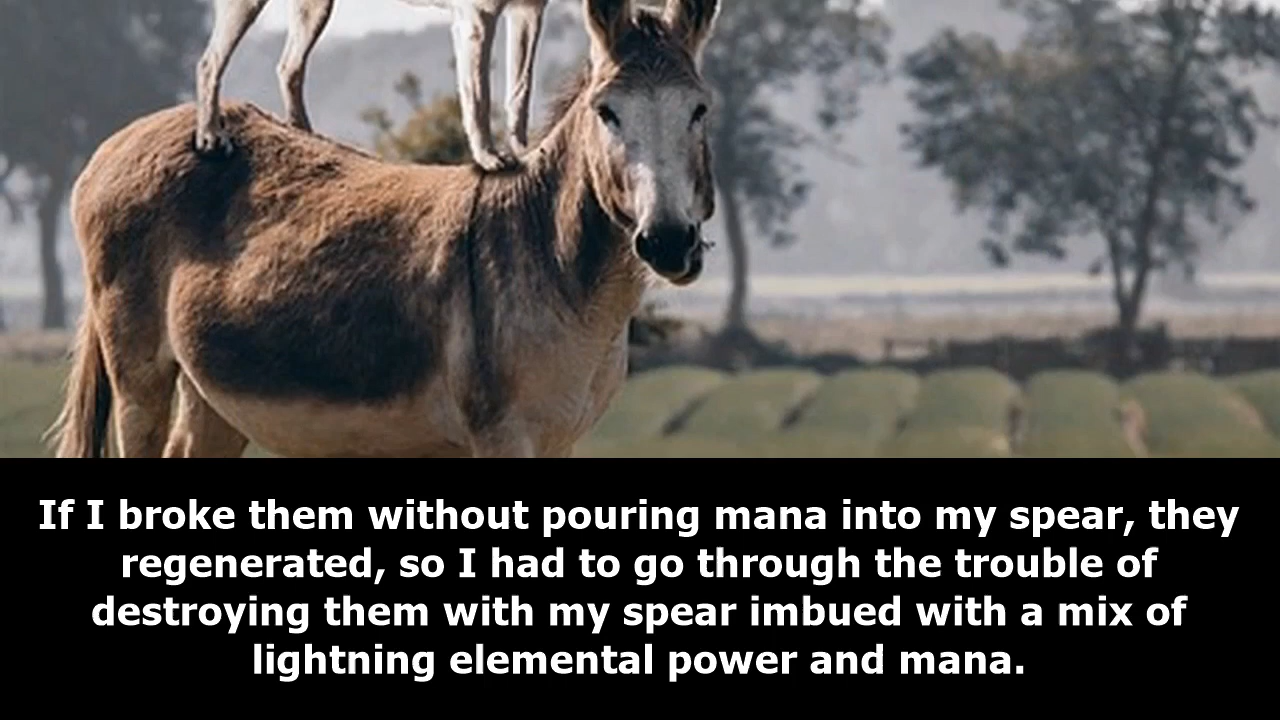 If I broke them without pouring mana into my spear, they
regenerated, so I had to go through the trouble of
destroying them with my spear imbued with a mix of
lightning elemental power and mana.